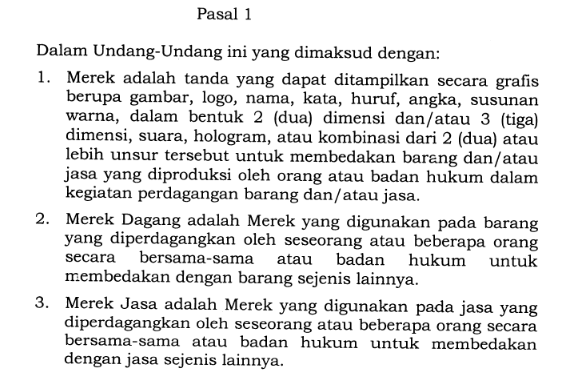 Pasal 1
Dalam Undang-Undang ini yang dimaksud dengan:
1. Merek adalah tanda yang dapat ditampilkan secara grafis
berupa gambar, logo, nama, kata, huruf, angka, susunan
warna, dalam bentuk 2 (dua) dimensi dan/atau 3 (tiga)
dimensi, suara, hologram, atau kombinasi dari 2 (dua) atau
lebih unsur tersebut untuk membedakan barang dan/atau
jasa yang diproduksi oleh orang atau badan hukum dalam
kegiatan perdagangan barang dan/atau jasa.
2. Merek Dagang adalah Merek yang digunakan pada barang
yang diperdagangkan oleh seseorang atau beberapa orang
secara bersama-sama atau badan hukum untuk
membedakan dengan barang sejenis lainnya.
3. Merek Jasa adalah Merek yang digunakan pada jasa yang
diperdagangkan oleh seseorang atau beberapa orang secara
bersama-sama atau badan hukum untuk membedakan
dengan jasa sejenis lainnya.